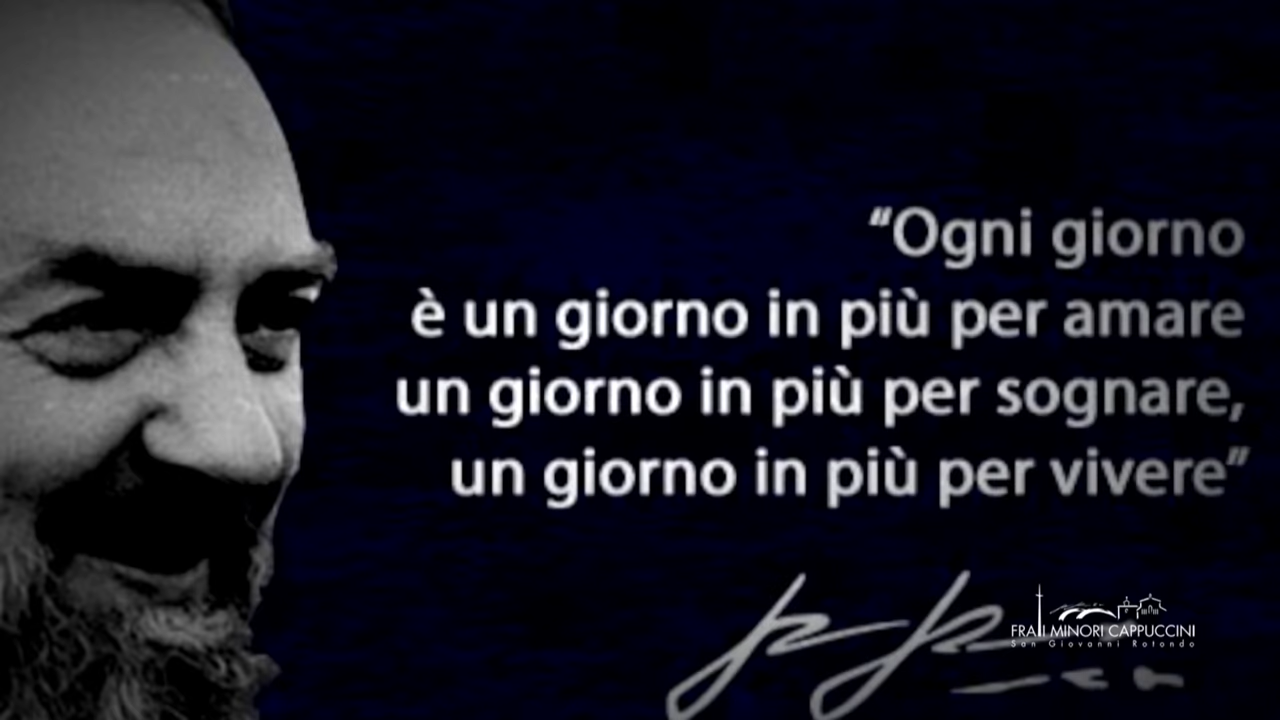 “Ogni giorno
è un giorno in più per amare
un giorno in più per sognare,
un giorno in più per vivere”
FRATI MINORI CAPPUCCINI
San Giovanni Rotondo